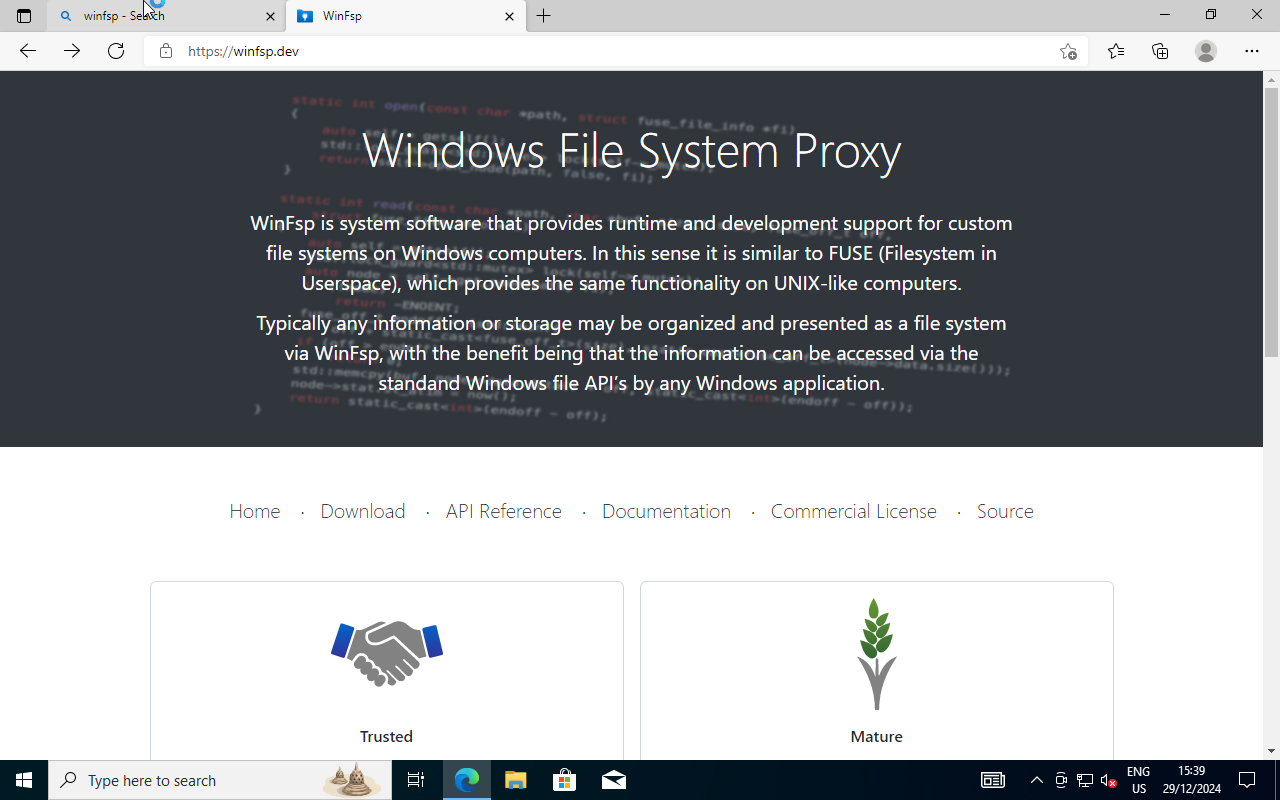 winfsp - Search
WinFsp
https://winfsp.dev
Windows File System Proxy
WinFsp is system software that provides runtime and development support for custom
file systems on Windows computers. In this sense it is similar to FUSE (Filesystem in
Userspace), which provides the same functionality on UNIX-like computers.
Typically any information or storage may be organized and presented as a file system
via WinFsp, with the benefit being that the information can be accessed via the
standand Windows file API's by any Windows application.
Home · Download · API Reference · Documentation · Commercial License · Source
Trusted
Mature
Type here to search
ENG
US
15:39
29/12/2024